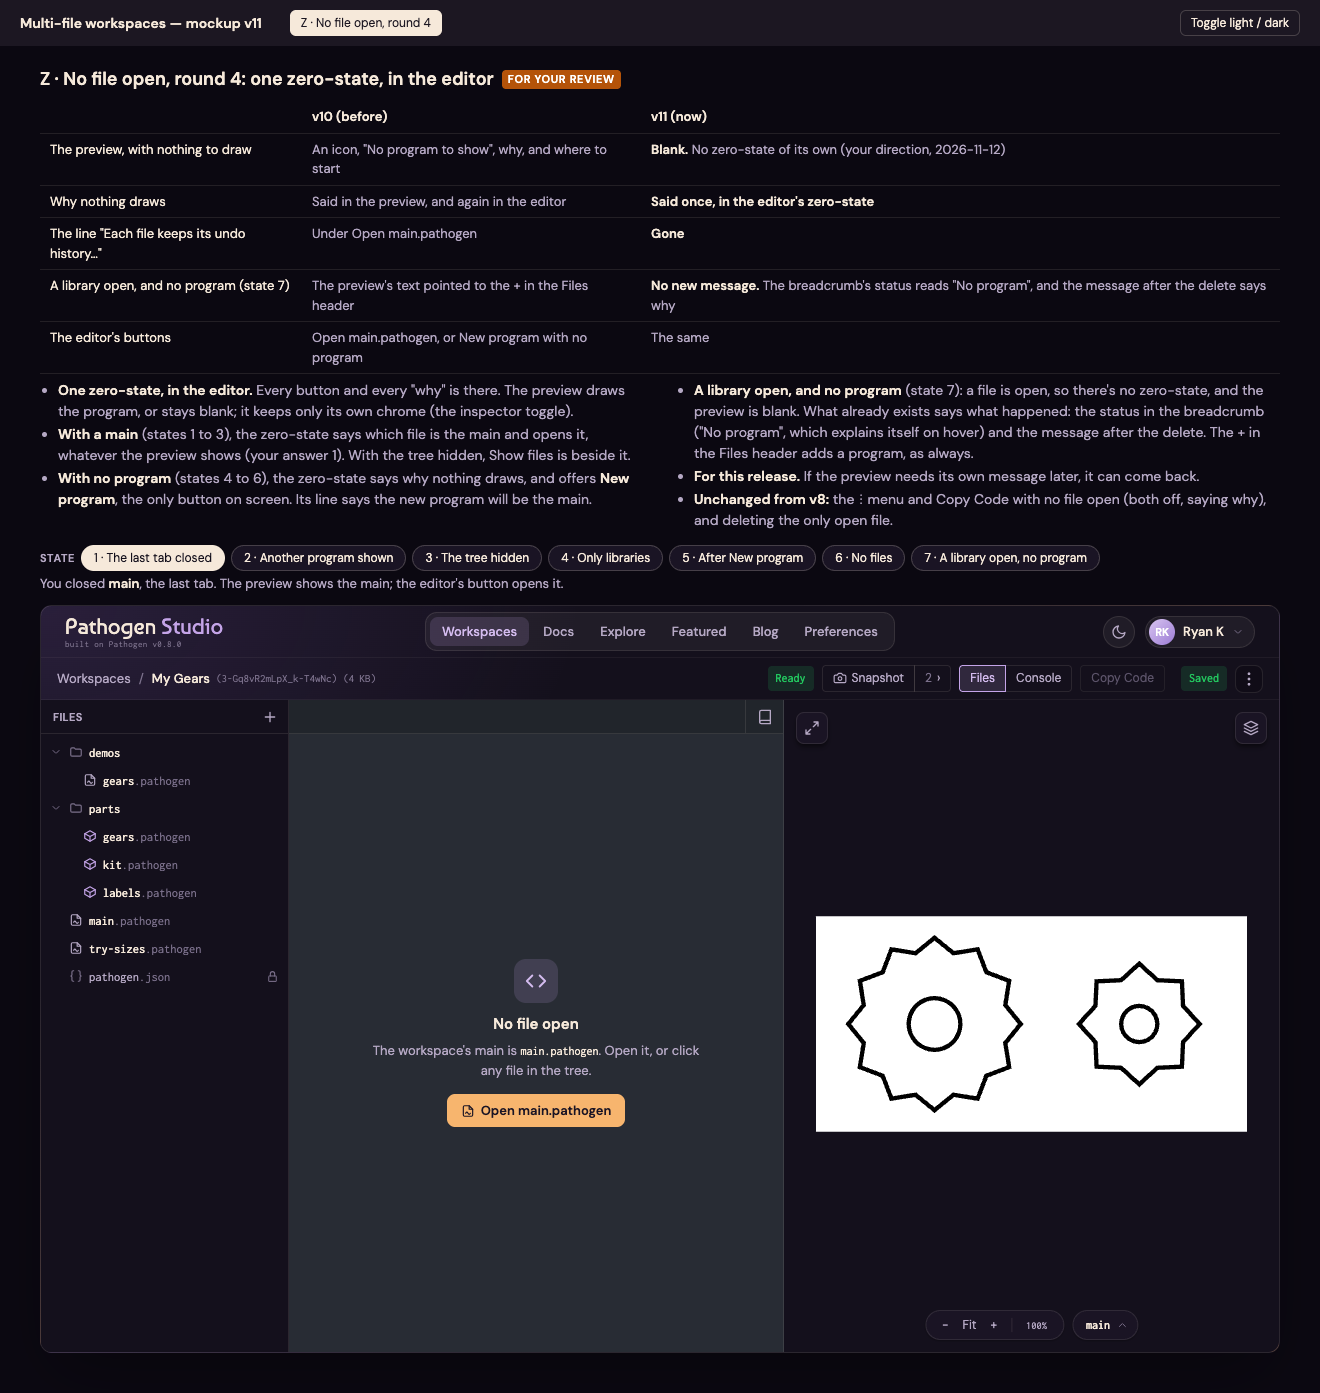 Multi-file workspaces — mockup v11
Z · No file open, round 4
Toggle light / dark
Z · No file open, round 4: one zero-state, in the editor
FOR YOUR REVIEW
v10 (before)
v11 (now)
The preview, with nothing to draw
An icon, "No program to show", why, and where to
start
Blank. No zero-state of its own (your direction, 2026-11-12)
Why nothing draws
Said in the preview, and again in the editor
Said once, in the editor's zero-state
The line "Each file keeps its undo
history…"
Under Open main.pathogen
Gone
A library open, and no program (state 7)
The preview's text pointed to the + in the Files
header
No new message. The breadcrumb's status reads "No program", and the message after the delete says
why
The editor's buttons
Open main.pathogen, or New program with no
program
The same
• One zero-state, in the editor. Every button and every "why" is there. The preview draws
the program, or stays blank; it keeps only its own chrome (the inspector toggle).
• With a main (states 1 to 3), the zero-state says which file is the main and opens it,
whatever the preview shows (your answer 1). With the tree hidden, Show files is beside it.
• With no program (states 4 to 6), the zero-state says why nothing draws, and offers New
program, the only button on screen. Its line says the new program will be the main.
• A library open, and no program (state 7): a file is open, so there's no zero-state, and the
preview is blank. What already exists says what happened: the status in the breadcrumb
("No program", which explains itself on hover) and the message after the delete. The + in
the Files header adds a program, as always.
• For this release. If the preview needs its own message later, it can come back.
• Unchanged from v8: the ⋮ menu and Copy Code with no file open (both off, saying why),
and deleting the only open file.
STATE
1 · The last tab closed
2 · Another program shown
3 · The tree hidden
4 · Only libraries
5 · After New program
6 · No files
7 · A library open, no program
You closed main, the last tab. The preview shows the main; the editor's button opens it.
Pathogen Studio
built on Pathogen v0.8.0
Workspaces
Docs
Explore
Featured
Blog
Preferences
RK
Ryan K
Workspaces / My Gears (3-Gq8vR2mLpX_k-T4wNc) (4 KB)
Ready
Snapshot
2 ›
Files
Console
Copy Code
Saved
FILES
demos
gears.pathogen
parts
gears.pathogen
kit.pathogen
labels.pathogen
main.pathogen
try-sizes.pathogen
pathogen.json
No file open
The workspace's main is main.pathogen. Open it, or click
any file in the tree.
Open main.pathogen
− Fit + 100%
main